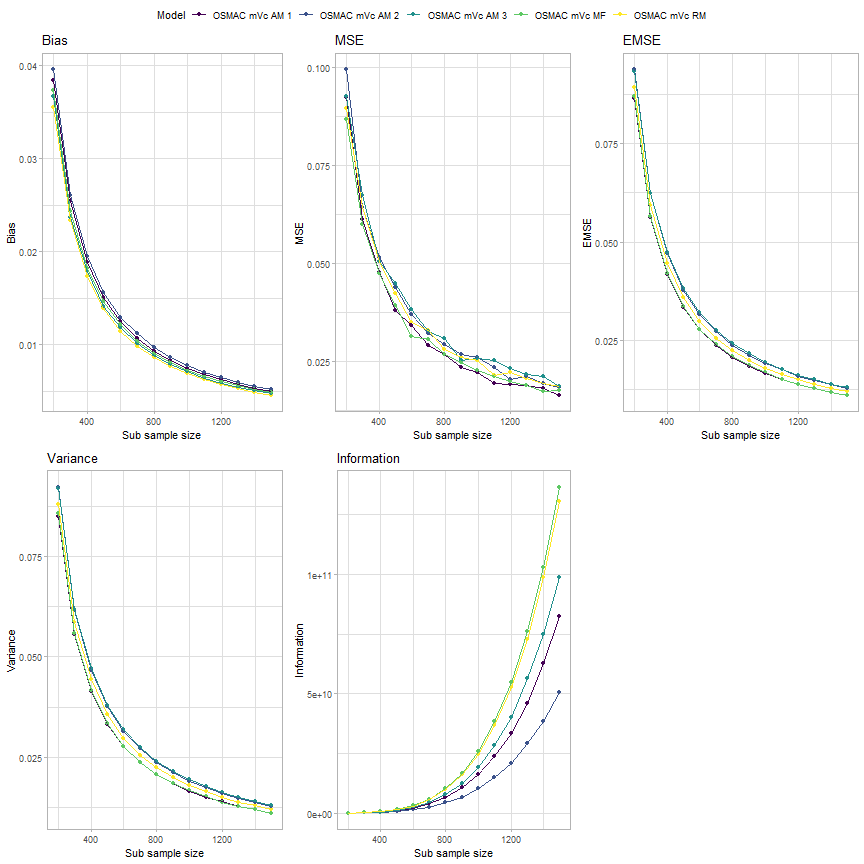 Model OSMAC mVc AM 1 OSMAC mVc AM 2 OSMAC mVc AM 3 OSMAC mVc MF OSMAC mVc RM
Bias
0.04
0.03
0.02
0.01
Bias
400 800 1200
Sub sample size
MSE
0.100
0.075
0.050
0.025
MSE
400 800 1200
Sub sample size
EMSE
0.075
0.050
0.025
EMSE
400 800 1200
Sub sample size
Variance
0.075
0.050
0.025
Variance
400 800 1200
Sub sample size
Information
1e+11
5e+10
0e+00
Information
400 800 1200
Sub sample size